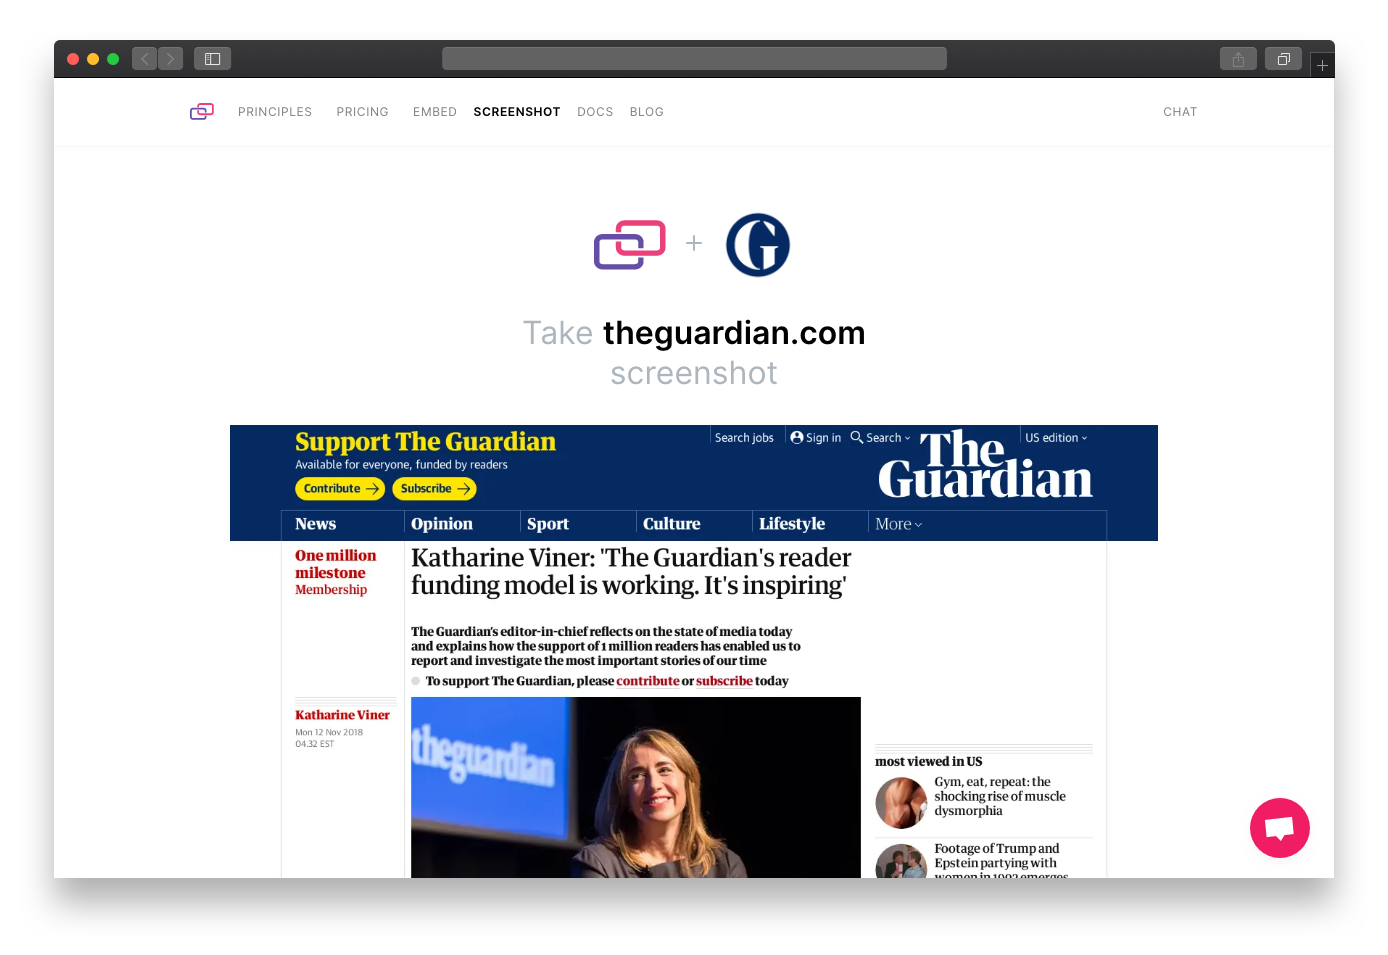 PRINCIPLES PRICING EMBED SCREENSHOT DOCS BLOG CHAT
+
G
Take theguardian.com
screenshot
Support The Guardian
Available for everyone, funded by readers
Contribute → Subscribe →
Search jobs Sign in Search US edition
The
Guardian
News Opinion Sport Culture Lifestyle More
One million
milestone
Membership
Katharine Viner: 'The Guardian's reader
funding model is working. It's inspiring'
The Guardian's editor-in-chief reflects on the state of media today
and explains how the support of 1 million readers has enabled us to
report and investigate the most important stories of our time
To support The Guardian, please contribute or subscribe today
Katharine Viner
Mon 12 Nov 2018
04.32 EST
theguardian
most viewed in US
Gym, eat, repeat: the
shocking rise of muscle
dysmorphia
Footage of Trump and
Epstein partying with
women in 1992 emerges